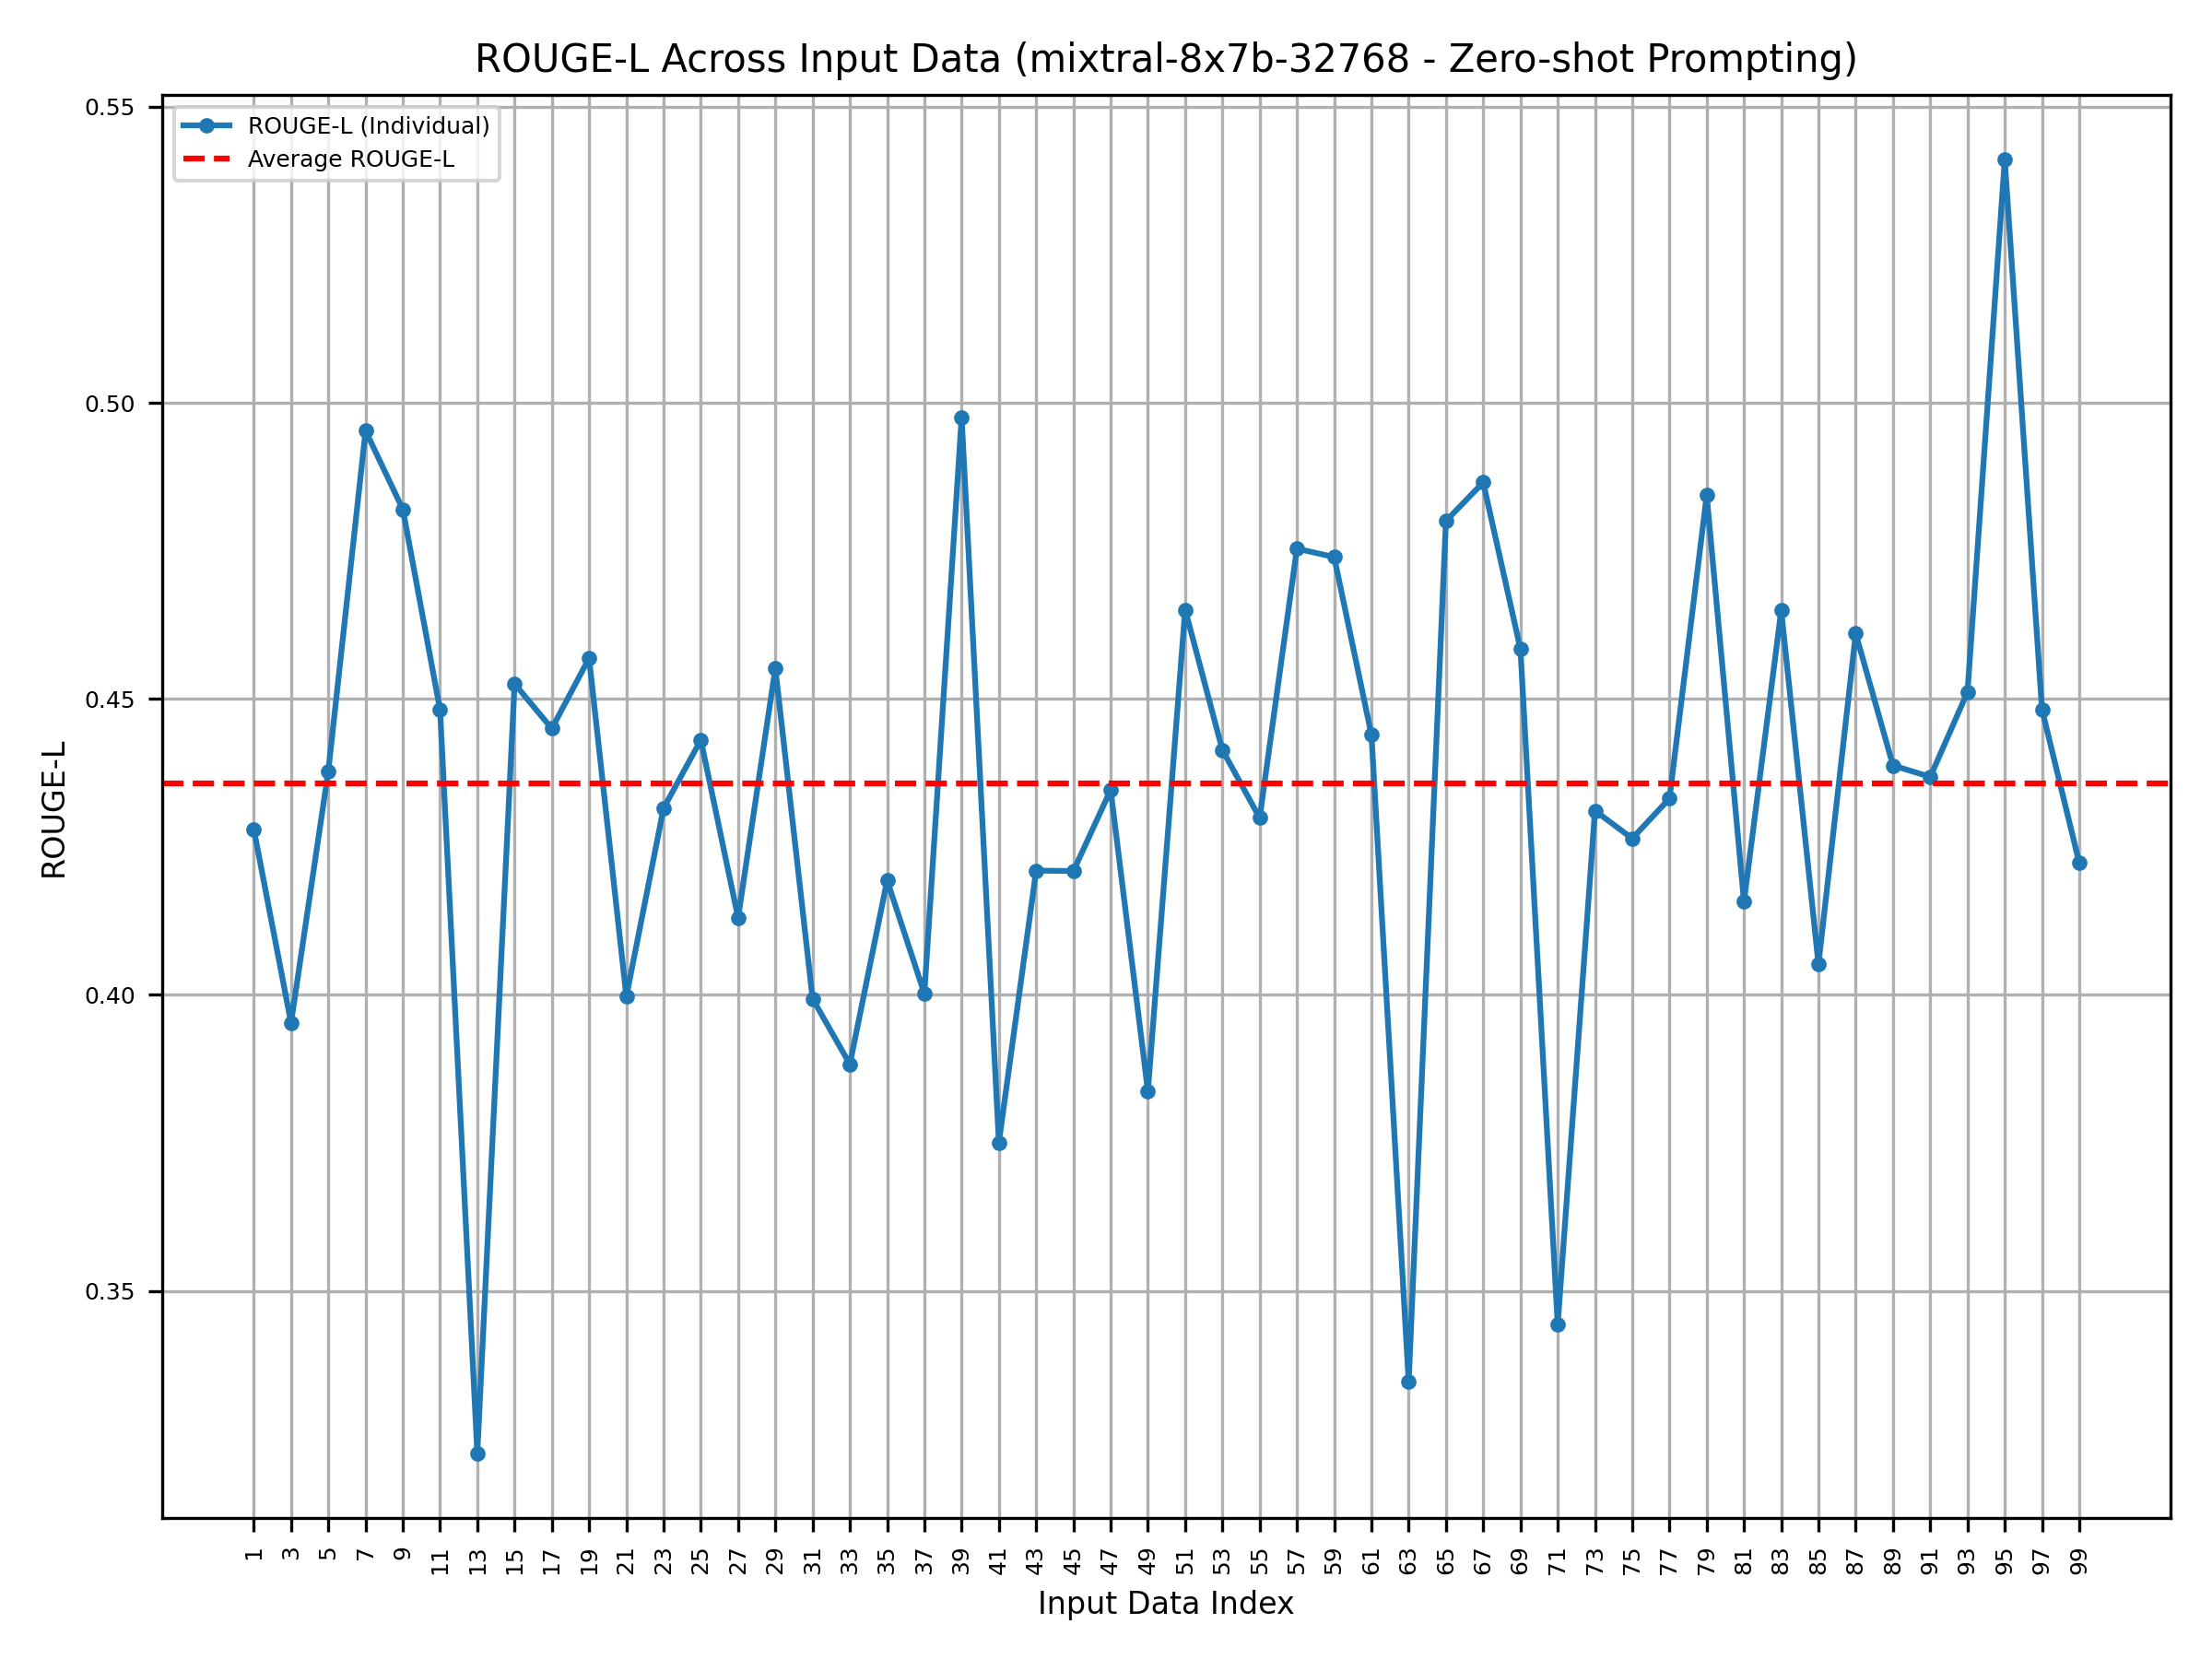 ROUGE-L Across Input Data (mixtral-8x7b-32768 - Zero-shot Prompting)
ROUGE-L (Individual)
Average ROUGE-L
ROUGE-L
0.55
0.50
0.45
0.40
0.35
1 3 5 7 9 11 13 15 17 19 21 23 25 27 29 31 33 35 37 39 41 43 45 47 49 51 53 55 57 59 61 63 65 67 69 71 73 75 77 79 81 83 85 87 89 91 93 95 97 99
Input Data Index